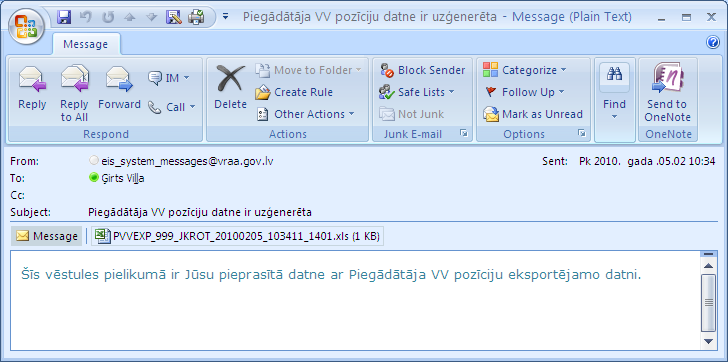 Piegādātāja VV pozīciju datne ir uzģenerēta - Message (Plain Text)
Message
Reply
Reply to All
Forward
IM
Call
Respond
Delete
Move to Folder
Create Rule
Other Actions
Actions
Block Sender
Safe Lists
Not Junk
Junk E-mail
Categorize
Follow Up
Mark as Unread
Options
Find
Send to OneNote
OneNote
From: eis_system_messages@vraa.gov.lv Sent: Pk 2010. gada .05.02 10:34
To: Ģirts Viļļa
Cc:
Subject: Piegādātāja VV pozīciju datne ir uzģenerēta
Message PVVEXP_999_JKROT_20100205_103411_1401.xls (1 KB)
Šīs vēstules pielikumā ir Jūsu pieprasītā datne ar Piegādātāja VV pozīciju eksportējamo datni.